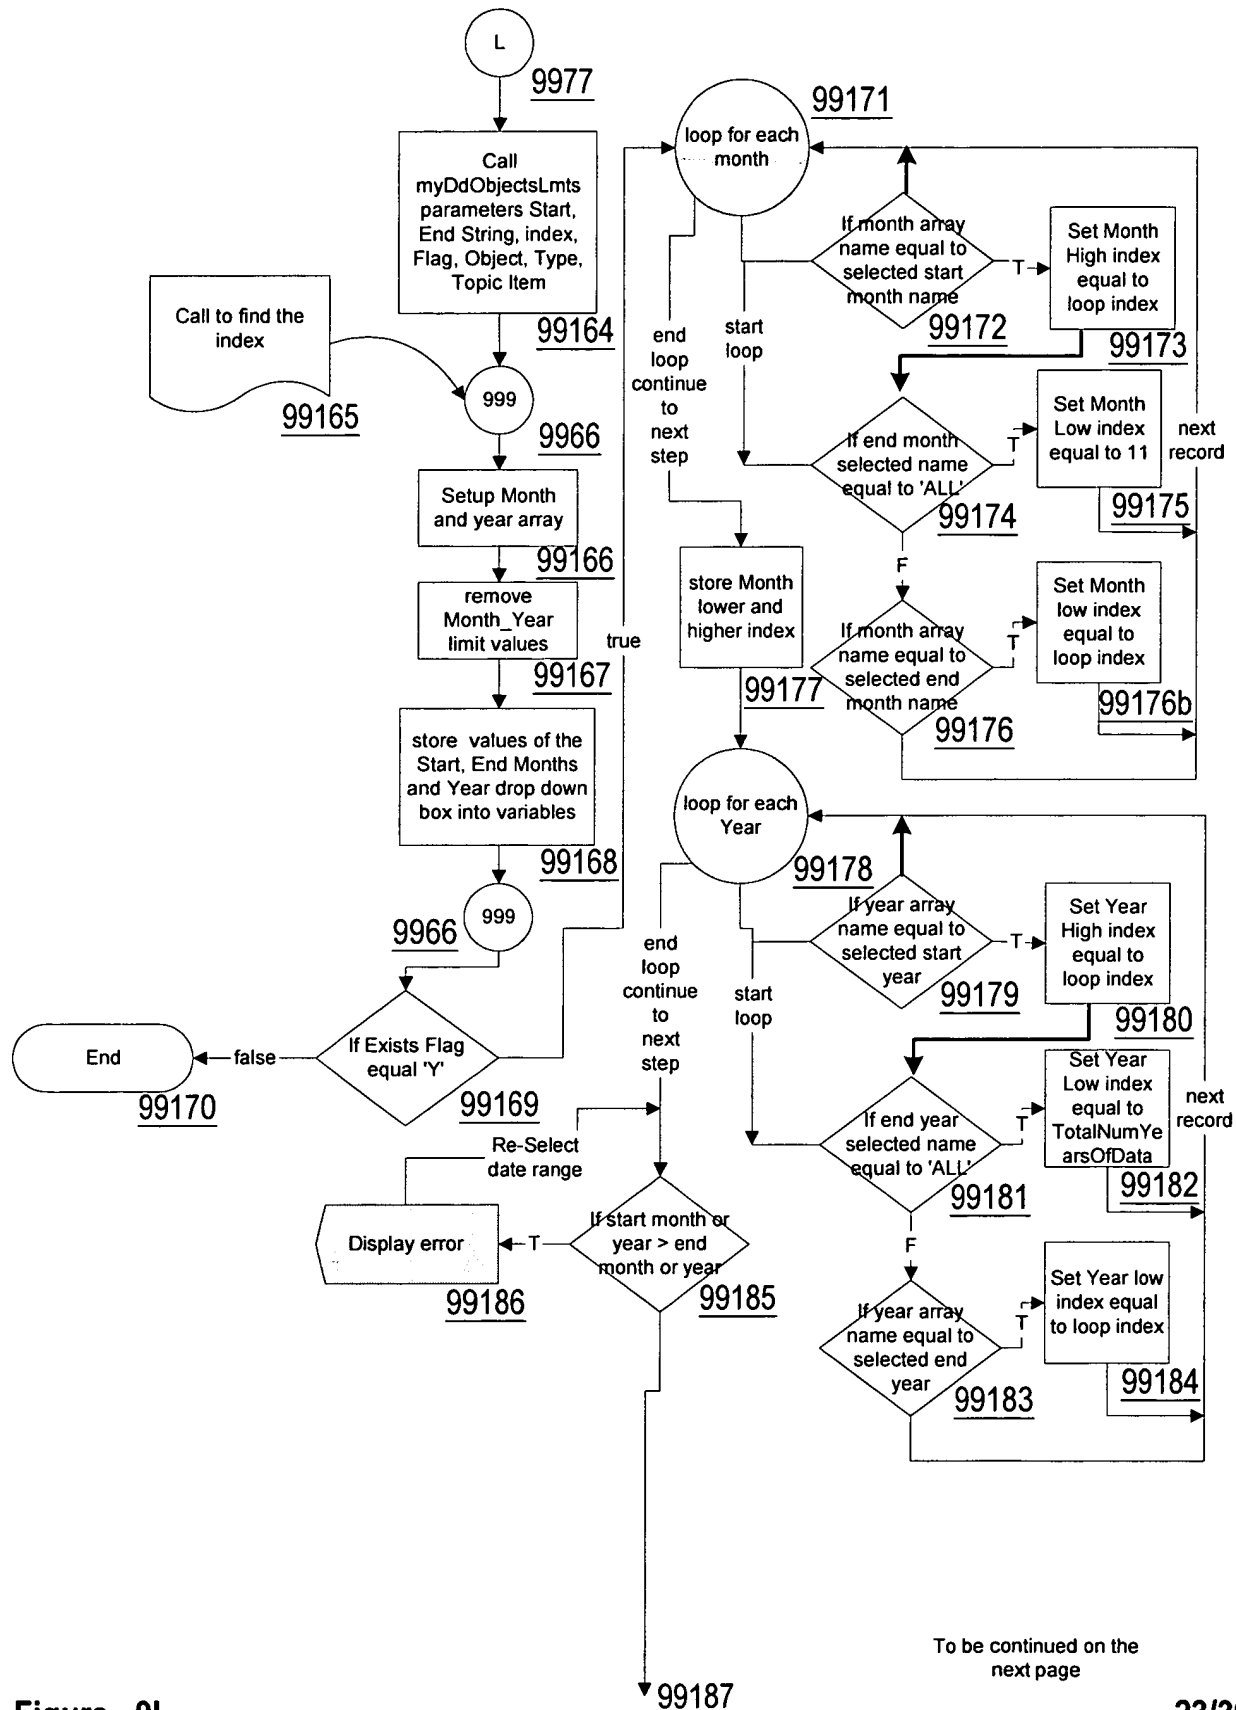 L
9977
Call
myDdObjectsLmts
parameters Start,
End String, index,
Flag, Object, Type,
Topic Item
99164
Call to find the
index
99165
999
9966
Setup Month
and year array
99166
remove
Month_Year
limit values
99167
store values of the
Start, End Months
and Year drop down
box into variables
99168
999
9966
If Exists Flag
equal 'Y'
99169
false
End
99170
true
loop for each
month
99171
end
loop
continue
to
next
step
start
loop
If month array
name equal to
selected start
month name
99172
T
Set Month
High index
equal to
loop index
99173
If end month
selected name
equal to 'ALL'
99174
T
Set Month
Low index
equal to 11
99175
next
record
F
If month array
name equal to
selected end
month name
99176
T
Set Month
low index
equal to
loop index
99176b
store Month
lower and
higher index
99177
loop for each
Year
99178
end
loop
continue
to
next
step
start
loop
If year array
name equal to
selected start
year
99179
T
Set Year
High index
equal to
loop index
99180
If end year
selected name
equal to 'ALL'
99181
T
Set Year
Low index
equal to
TotalNumYe
arsOfData
99182
next
record
F
If year array
name equal to
selected end
year
99183
T
Set Year low
index equal
to loop index
99184
Re-Select
date range
If start month or
year > end
month or year
99185
T
Display error
99186
99187
To be continued on the
next page